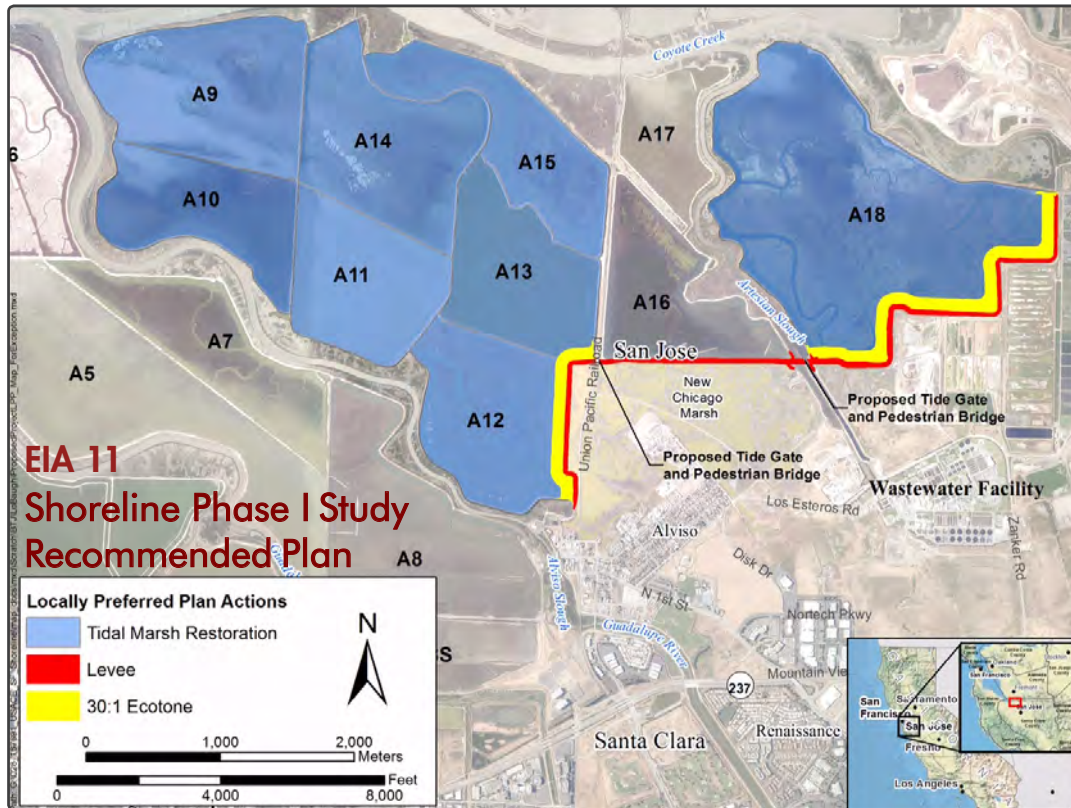 Coyote Creek
A9
A14
A17
A15
6
A10
A18
A11
A13
A16
Artesian Slough
San Jose
A7
A5
New
Chicago
Marsh
Union Pacific Railroad
Proposed Tide Gate
and Pedestrian Bridge
A12
Proposed Tide Gate
and Pedestrian Bridge
EIA 11
Shoreline Phase I Study
Recommended Plan
Wastewater Facility
Los Esteros Rd
Alviso
Zanker Rd
A8
Alviso Slough
Disk Dr
N 1st St
Nortech Pkwy
Guadalupe River
Mountain Vie
237
Renaissance
Santa Clara
Locally Preferred Plan Actions
Tidal Marsh Restoration
Levee
30:1 Ecotone
N
0 1,000 2,000
Meters
Feet
0 4,000 8,000
San
Francisco
Sacramento
San Jose
Fresno
Los Angeles